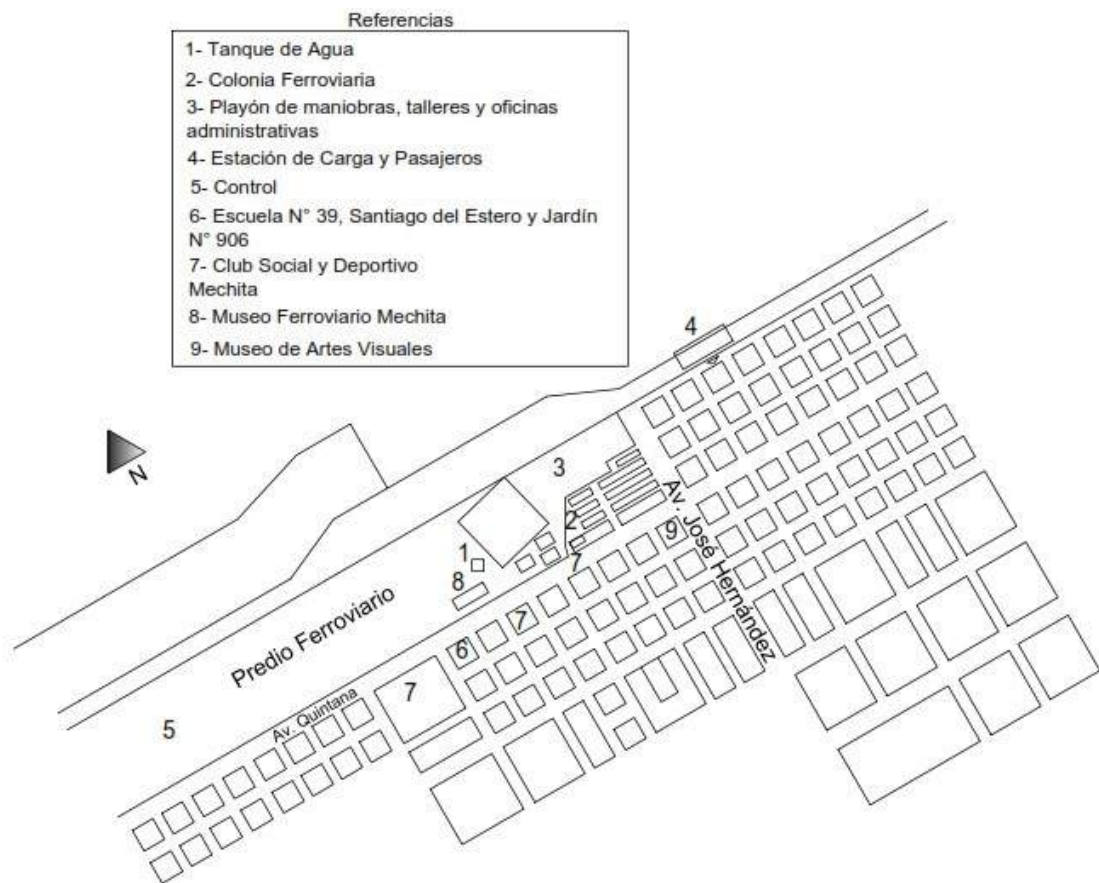 Referencias
1- Tanque de Agua
2- Colonia Ferroviaria
3- Playón de maniobras, talleres y oficinas
administrativas
4- Estación de Carga y Pasajeros
5- Control
6- Escuela N° 39, Santiago del Estero y Jardín
N° 906
7- Club Social y Deportivo
Mechita
8- Museo Ferroviario Mechita
9- Museo de Artes Visuales
4
N
3
Av. José Hernández
2
9
1
7
8
Predio Ferroviario
7
6
7
Av. Quintana
5